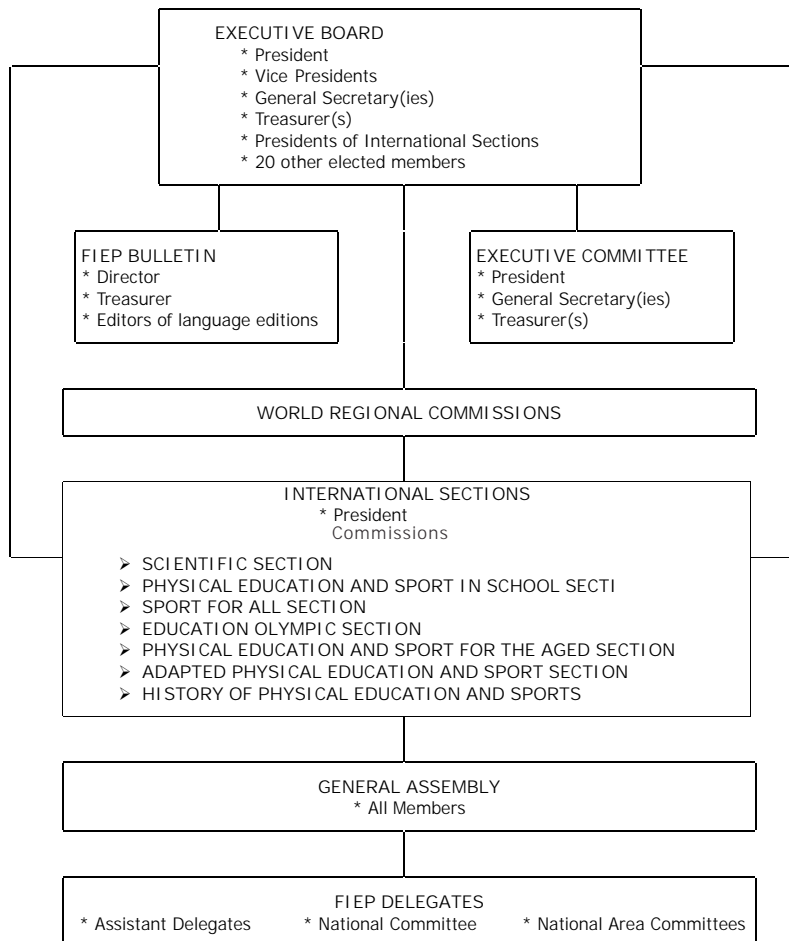 EXECUTIVE BOARD
* President
* Vice Presidents
* General Secretary(ies)
* Treasurer(s)
* Presidents of International Sections
* 20 other elected members
FIEP BULLETIN
* Director
* Treasurer
* Editors of language editions
EXECUTIVE COMMITTEE
* President
* General Secretary(ies)
* Treasurer(s)
WORLD REGIONAL COMMISSIONS
INTERNATIONAL SECTIONS
* President
Commissions
➢ SCIENTIFIC SECTION
➢ PHYSICAL EDUCATION AND SPORT IN SCHOOL SECTI
➢ SPORT FOR ALL SECTION
➢ EDUCATION OLYMPIC SECTION
➢ PHYSICAL EDUCATION AND SPORT FOR THE AGED SECTION
➢ ADAPTED PHYSICAL EDUCATION AND SPORT SECTION
➢ HISTORY OF PHYSICAL EDUCATION AND SPORTS
GENERAL ASSEMBLY
* All Members
FIEP DELEGATES
* Assistant Delegates * National Committee * National Area Committees